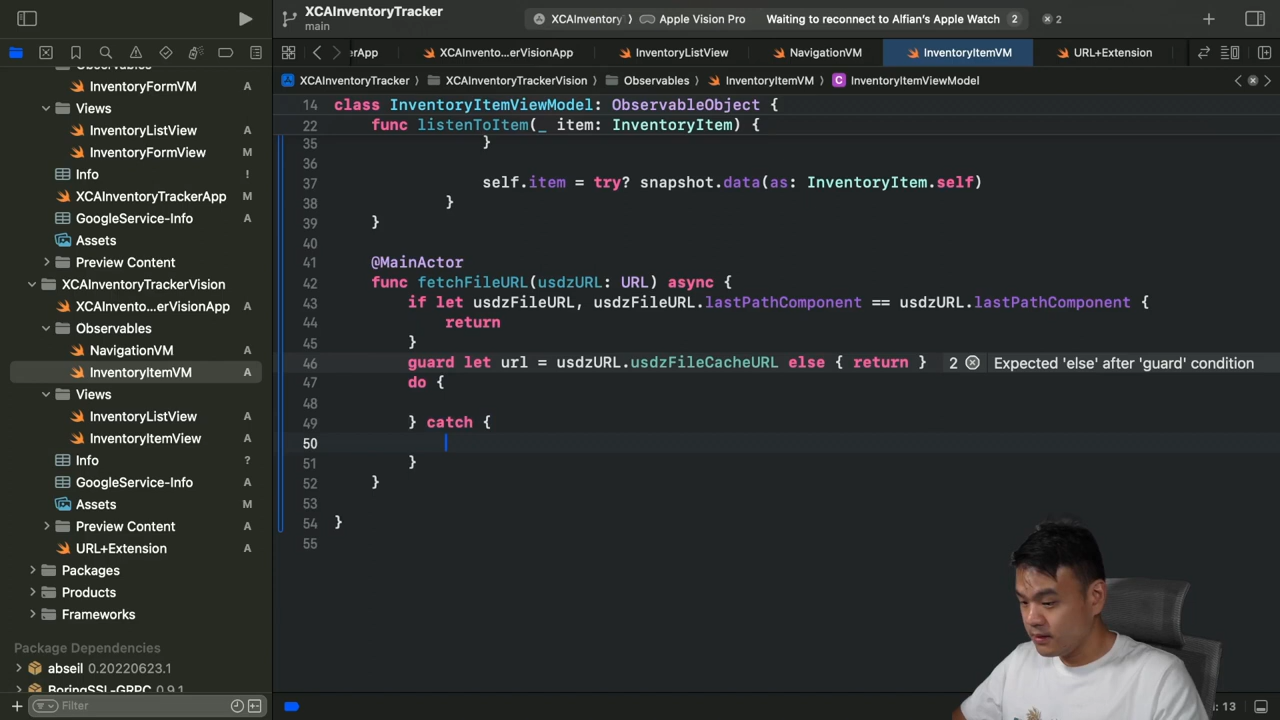 XCAInventoryTracker
main
XCAInventory
Apple Vision Pro
Waiting to reconnect to Alfian's Apple Watch
2
2
erApp
XCAInvento...erVisionApp
InventoryListView
NavigationVM
InventoryItemVM
URL+Extension
XCAInventoryTracker
XCAInventoryTrackerVision
Observables
InventoryItemVM
C
InventoryItemViewModel
Observables
InventoryFormVM A
Views
InventoryListView A
InventoryFormView M
Info !
XCAInventoryTrackerApp M
GoogleService-Info A
Assets
Preview Content
XCAInventoryTrackerVision
XCAInvento...erVisionApp A
Observables
NavigationVM A
InventoryItemVM A
Views
InventoryListView A
InventoryItemView A
Info ?
GoogleService-Info A
Assets M
Preview Content A
URL+Extension A
Packages
Products
Frameworks
Package Dependencies
abseil 0.20220623.1
BoringSSL-GRPC 0.9.1
Filter
14 class InventoryItemViewModel: ObservableObject {
22 func listenToItem(_ item: InventoryItem) {
35 }
36
37 self.item = try? snapshot.data(as: InventoryItem.self)
38 }
39 }
40
41 @MainActor
42 func fetchFileURL(usdzURL: URL) async {
43 if let usdzFileURL, usdzFileURL.lastPathComponent == usdzURL.lastPathComponent {
44 return
45 }
46 guard let url = usdzURL.usdzFileCacheURL else { return } 2 Expected 'else' after 'guard' condition
47 do {
48
49 } catch {
50
51 }
52 }
53
54 }
55
: 13